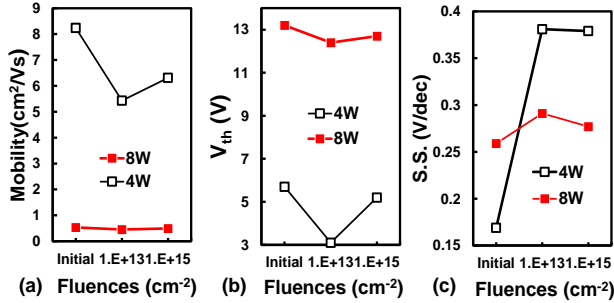 Mobility(cm²/Vs)
9
8
7
6
5
4
3
2
1
0
8W
4W
Initial 1.E+13 1.E+15
(a) Fluences (cm⁻²)
V_th (V)
15
13
11
9
7
5
3
4W
8W
Initial 1.E+13 1.E+15
(b) Fluences (cm⁻²)
S.S. (V/dec)
0.4
0.35
0.3
0.25
0.2
0.15
4W
8W
Initial 1.E+13 1.E+15
(c) Fluences (cm⁻²)